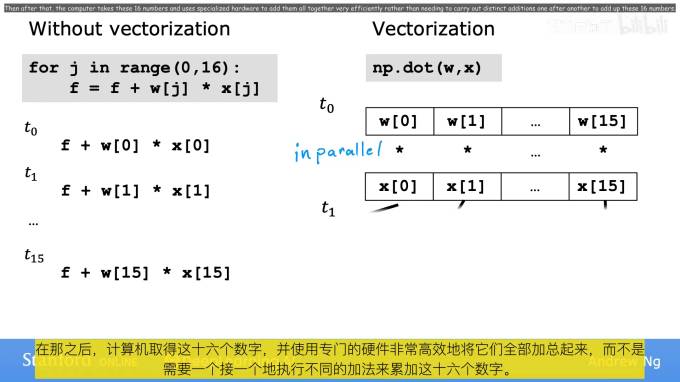 Then after that, the computer takes these 16 numbers and uses specialized hardware to add them all together very efficiently rather than needing to carry out distinct additions one after another to add up these 16 numbers.
bilibili
Without vectorization
for j in range(0,16):
f = f + w[j] * x[j]
t0
f + w[0] * x[0]
t1
f + w[1] * x[1]
…
t15
f + w[15] * x[15]
Vectorization
np.dot(w,x)
t0
w[0] w[1] … w[15]
in parallel * * … *
x[0] x[1] … x[15]
t1
在那之后，计算机取得这十六个数字，并使用专门的硬件非常高效地将它们全部加总起来，而不是
需要一个接一个地执行不同的加法来累加这十六个数字。
ONLINE
Andrew Ng